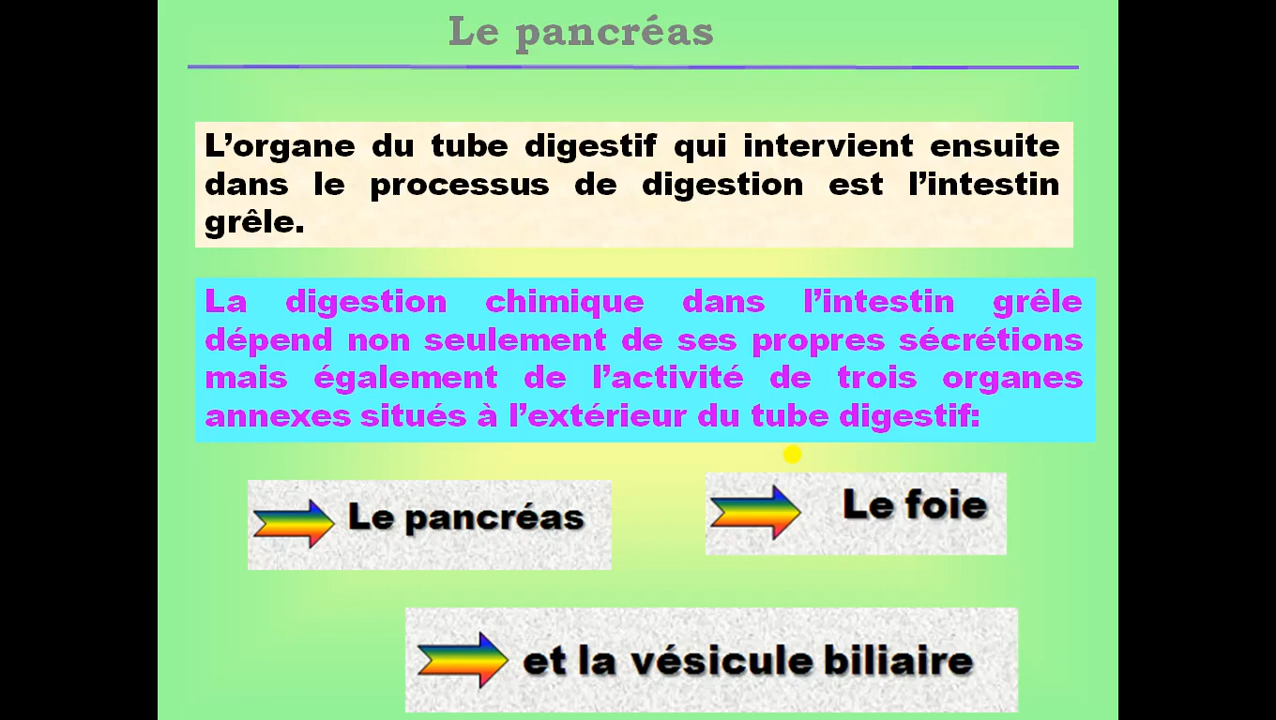 Le pancréas
L’organe du tube digestif qui intervient ensuite
dans le processus de digestion est l’intestin
grêle.
La digestion chimique dans l’intestin grêle
dépend non seulement de ses propres sécrétions
mais également de l’activité de trois organes
annexes situés à l’extérieur du tube digestif:
Le pancréas
Le foie
et la vésicule biliaire